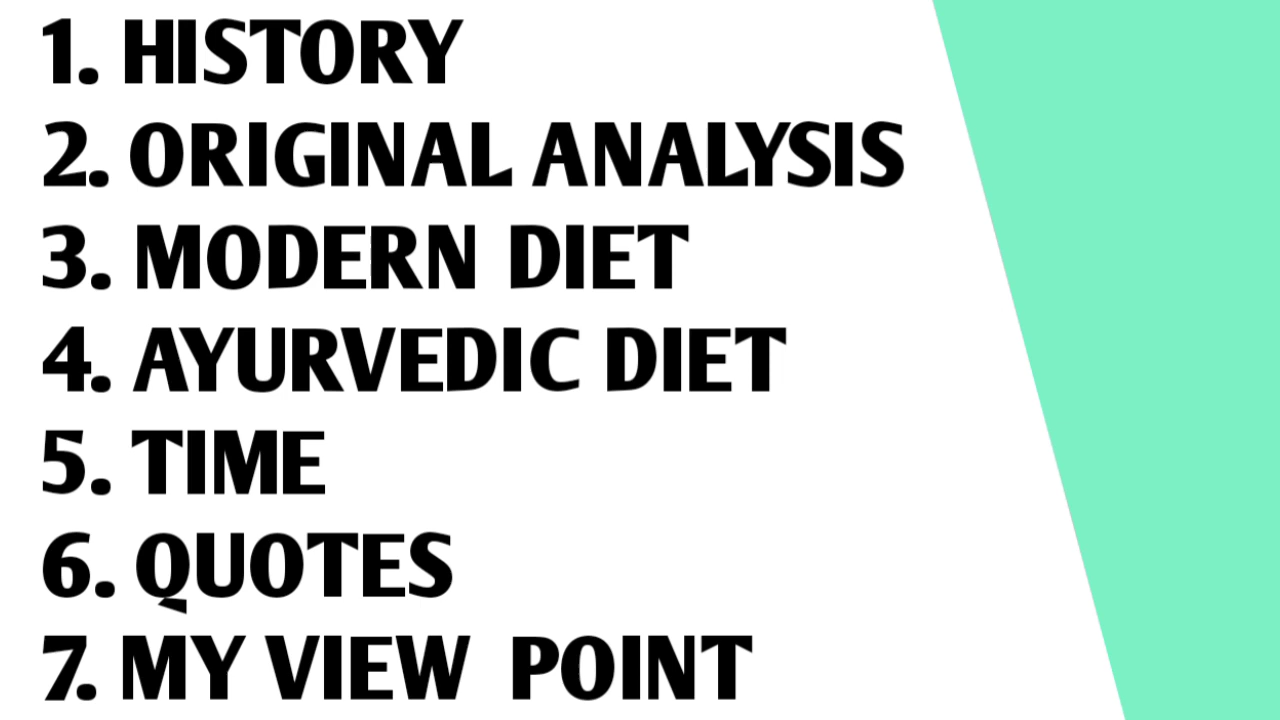 1. HISTORY
2. ORIGINAL ANALYSIS
3. MODERN DIET
4. AYURVEDIC DIET
5. TIME
6. QUOTES
7. MY VIEW POINT